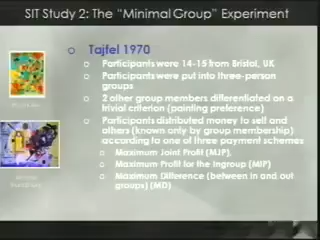 SIT Study 2: The “Minimal Group” Experiment
Tajfel 1970
Participants were 14-15 from Bristol, UK
Participants were put into three-person
groups
2 other group members differentiated on a
trivial criterion (painting preference)
Participants distributed money to self and
others (known only by group membership)
according to one of three payment schemes
Maximum Joint Profit (MJP),
Maximum Profit for the Ingroup (MIP)
Maximum Difference (between in and out
groups) (MD)